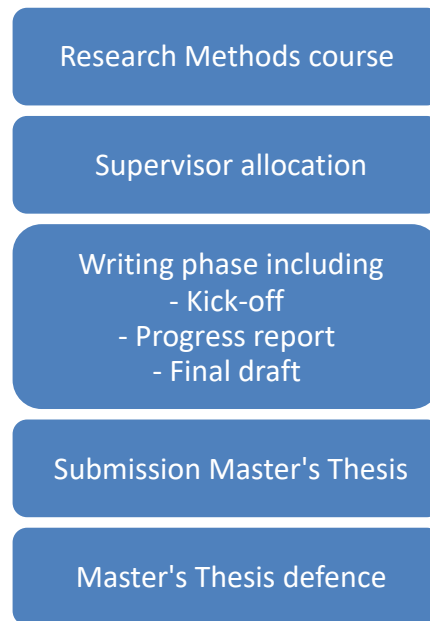 Research Methods course
Supervisor allocation
Writing phase including
- Kick-off
- Progress report
- Final draft
Submission Master's Thesis
Master's Thesis defence